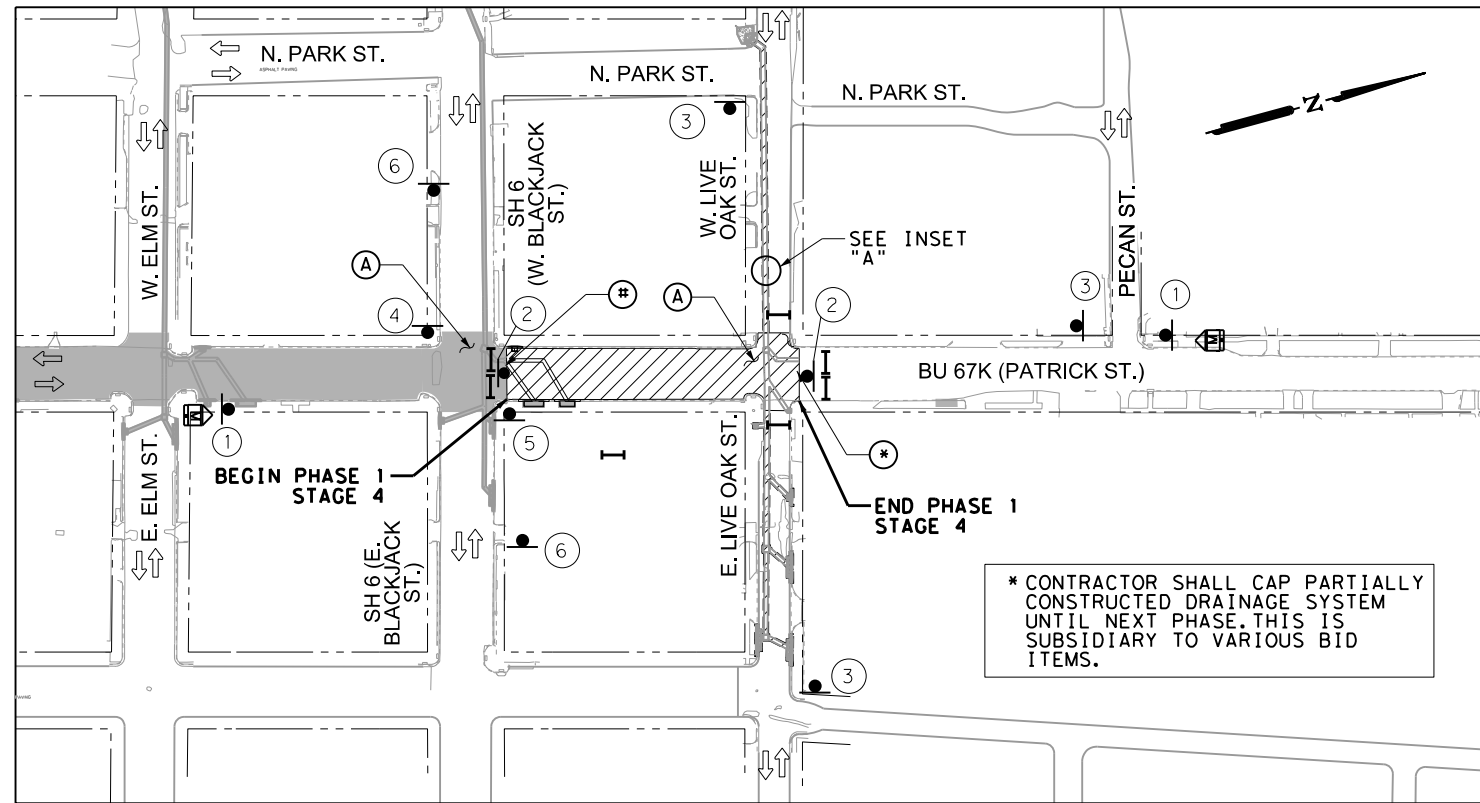 N. PARK ST.
ASPHALT PAVING
N. PARK ST.
N. PARK ST.
N
3
6
W. ELM ST.
SH 6
(W. BLACKJACK
ST.)
W. LIVE
OAK ST.
SEE INSET
"A"
PECAN ST.
A
#
A
3
1
4
2
2
M
BU 67K (PATRICK ST.)
M
1
5
*
BEGIN PHASE 1
STAGE 4
END PHASE 1
STAGE 4
E. ELM ST.
SH 6 (E.
BLACKJACK
ST.)
6
E. LIVE OAK ST.
* CONTRACTOR SHALL CAP PARTIALLY
CONSTRUCTED DRAINAGE SYSTEM
UNTIL NEXT PHASE. THIS IS
SUBSIDIARY TO VARIOUS BID
ITEMS.
3